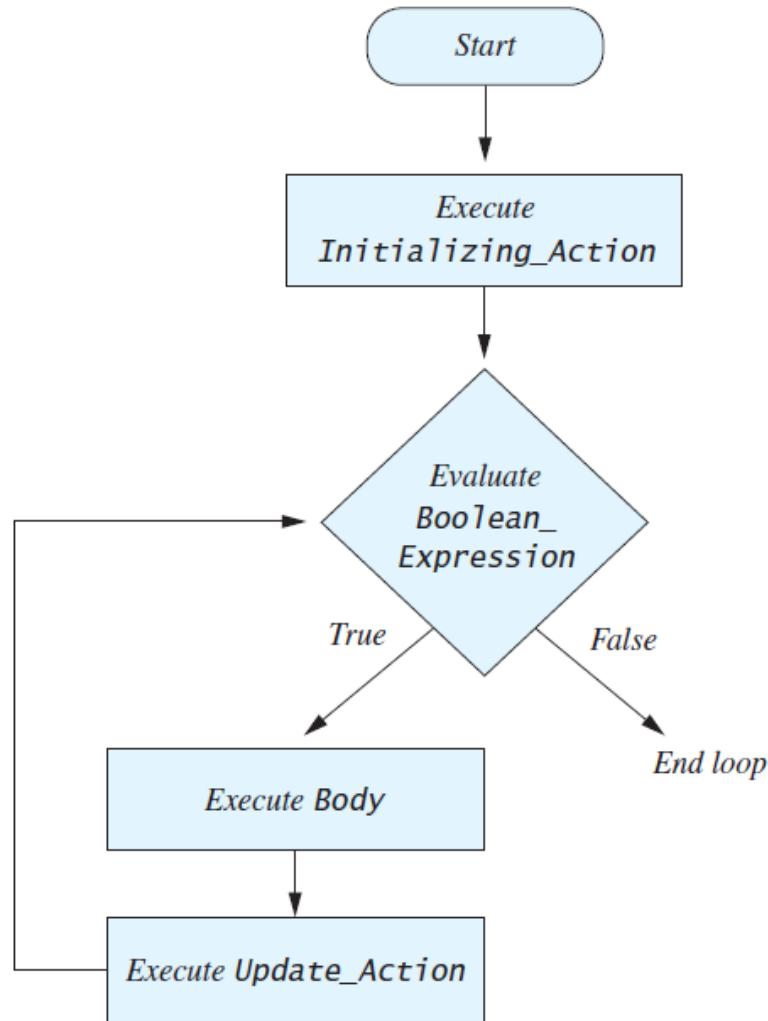 Start
Execute
Initializing_Action
Evaluate
Boolean_
Expression
True
False
End loop
Execute Body
Execute Update_Action